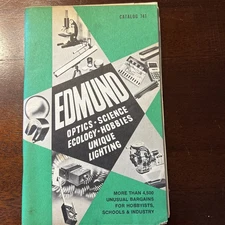 CATALOG 741
EDMUND
OPTICS • SCIENCE
ECOLOGY • HOBBIES
UNIQUE
LIGHTING
MORE THAN 4,500
UNUSUAL BARGAINS
FOR HOBBYISTS,
SCHOOLS & INDUSTRY